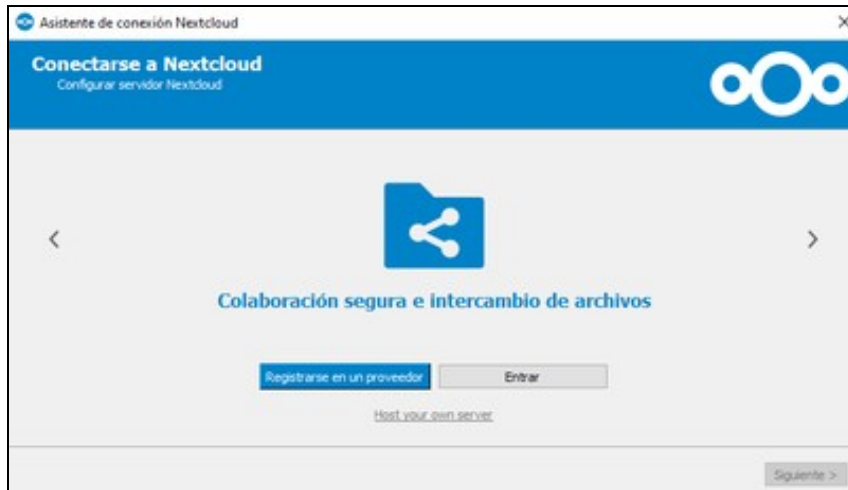 Asistente de conexión Nextcloud
Conectarse a Nextcloud
Configurar servidor Nextcloud
Colaboración segura e intercambio de archivos
Registrarse en un proveedor
Entrar
Host your own server
Siguiente >